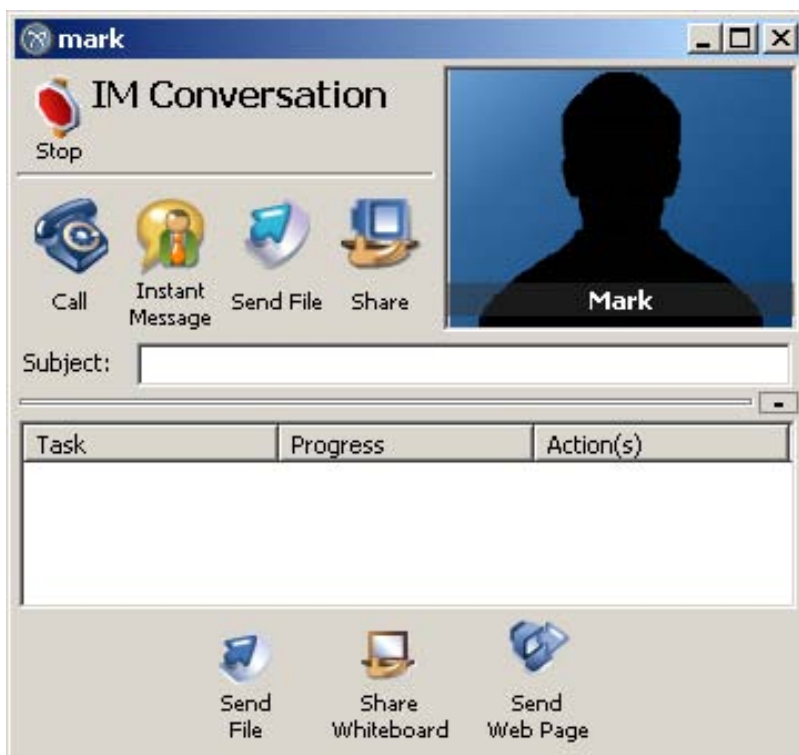 mark
IM Conversation
Stop
Call
Instant
Message
Send File
Share
Mark
Subject:
Task
Progress
Action(s)
Send
File
Share
Whiteboard
Send
Web Page